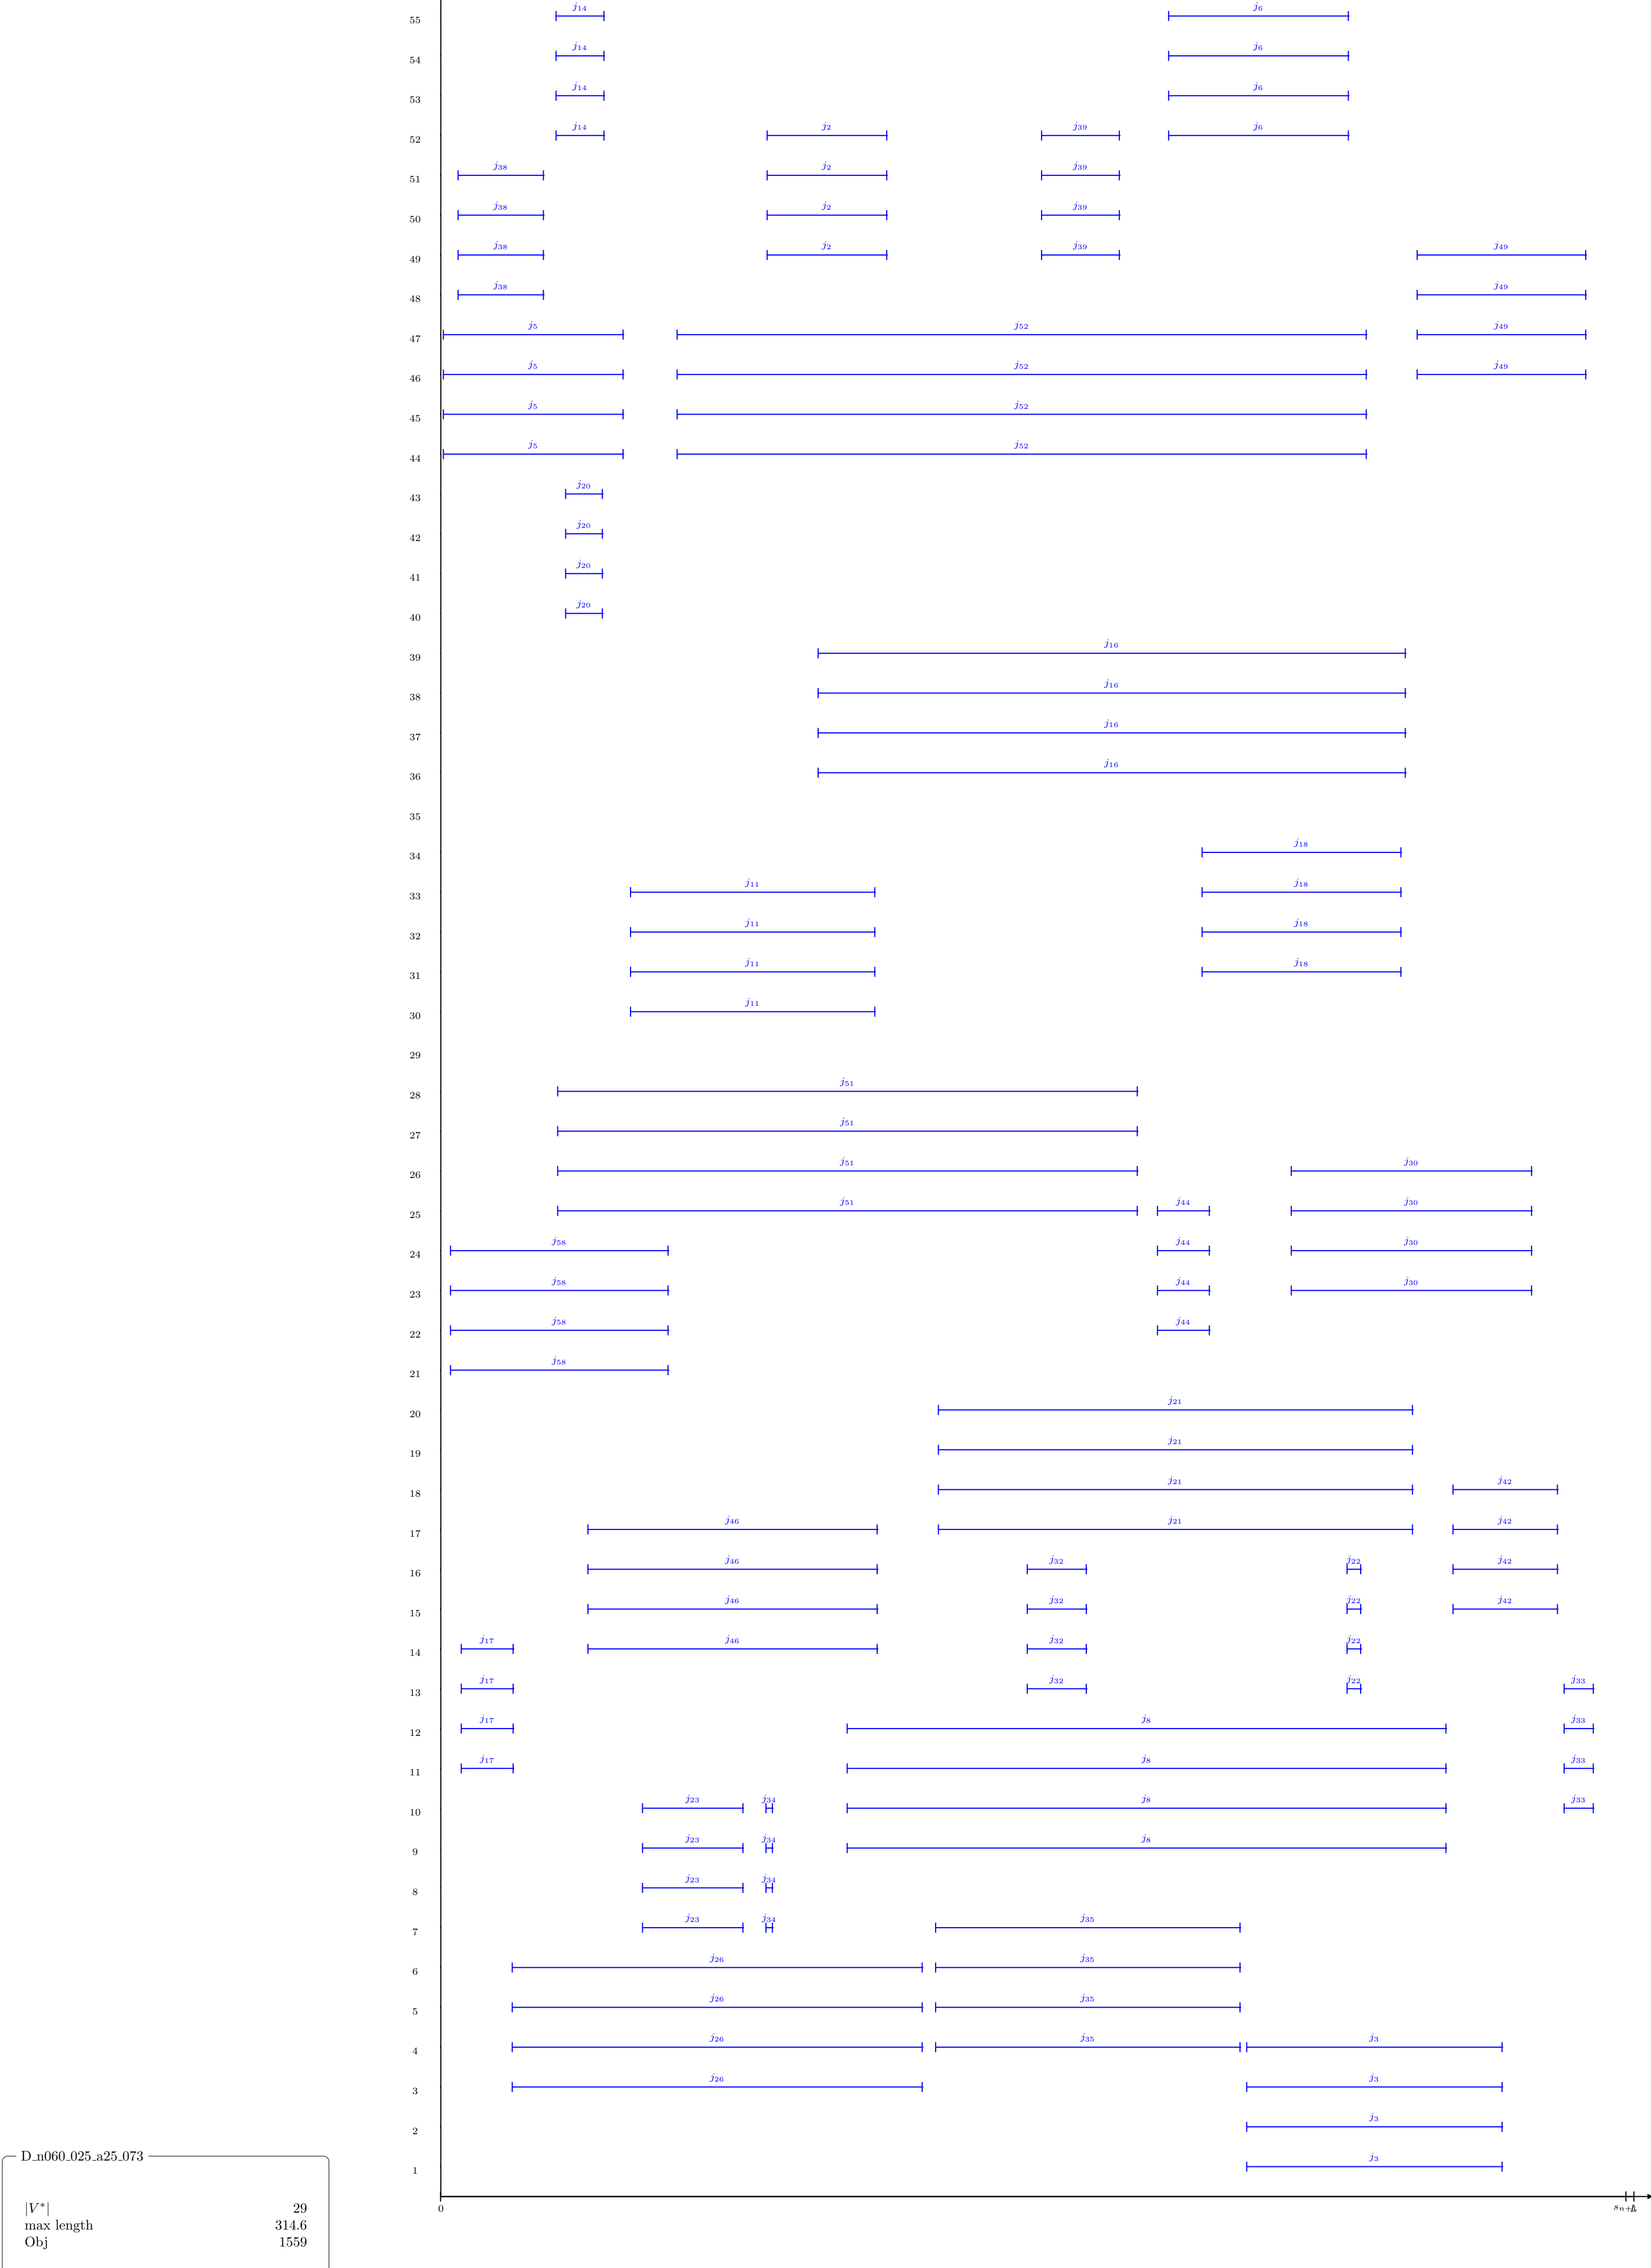 55 j14 j6
54 j14 j6
53 j14 j6
52 j14 j2 j39 j6
51 j38 j2 j39
50 j38 j2 j39
49 j38 j2 j39 j49
48 j38 j49
47 j5 j52 j49
46 j5 j52 j49
45 j5 j52
44 j5 j52
43 j20
42 j20
41 j20
40 j20
39 j16
38 j16
37 j16
36 j16
35
34 j18
33 j11 j18
32 j11 j18
31 j11 j18
30 j11
29
28 j51
27 j51
26 j51 j30
25 j51 j44 j30
24 j58 j44 j30
23 j58 j44 j30
22 j58 j44
21 j58
20 j21
19 j21
18 j21 j42
17 j46 j21 j42
16 j46 j32 j22 j42
15 j46 j32 j22 j42
14 j17 j46 j32 j22
13 j17 j32 j22 j33
12 j17 j8 j33
11 j17 j8 j33
10 j23 j34 j8 j33
9 j23 j34 j8
8 j23 j34
7 j23 j34 j35
6 j26 j35
5 j26 j35
4 j26 j35 j3
3 j26 j3
2 j3
1 j3
0
D_n060_025_a25_073
|V*| 29
max length 314.6
Obj 1559